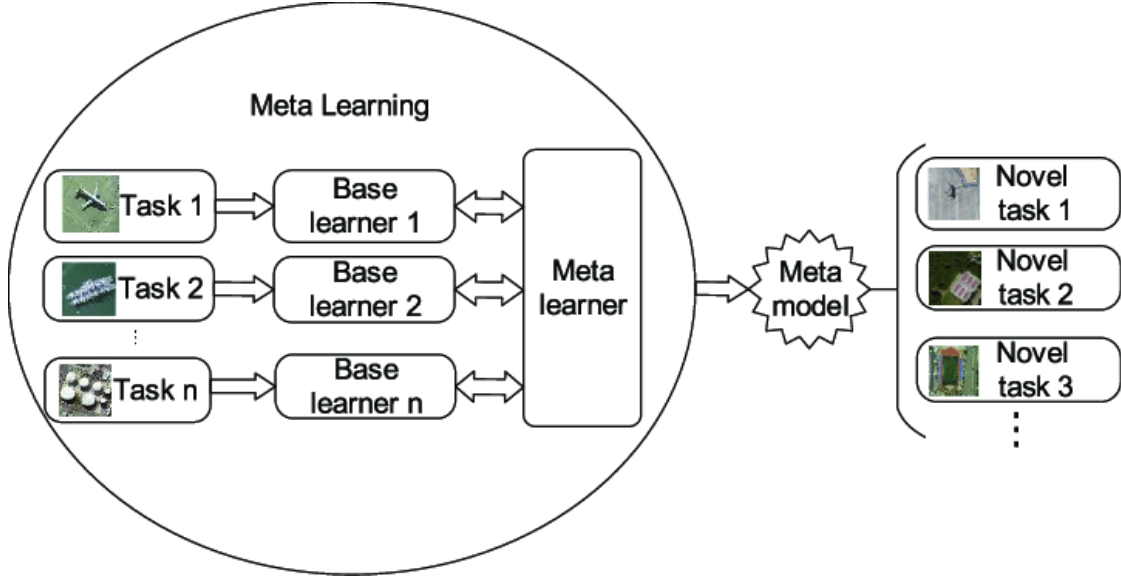 Meta Learning
Task 1
Base
learner 1
Task 2
Base
learner 2
Task n
Base
learner n
Meta
learner
Meta
model
Novel
task 1
Novel
task 2
Novel
task 3